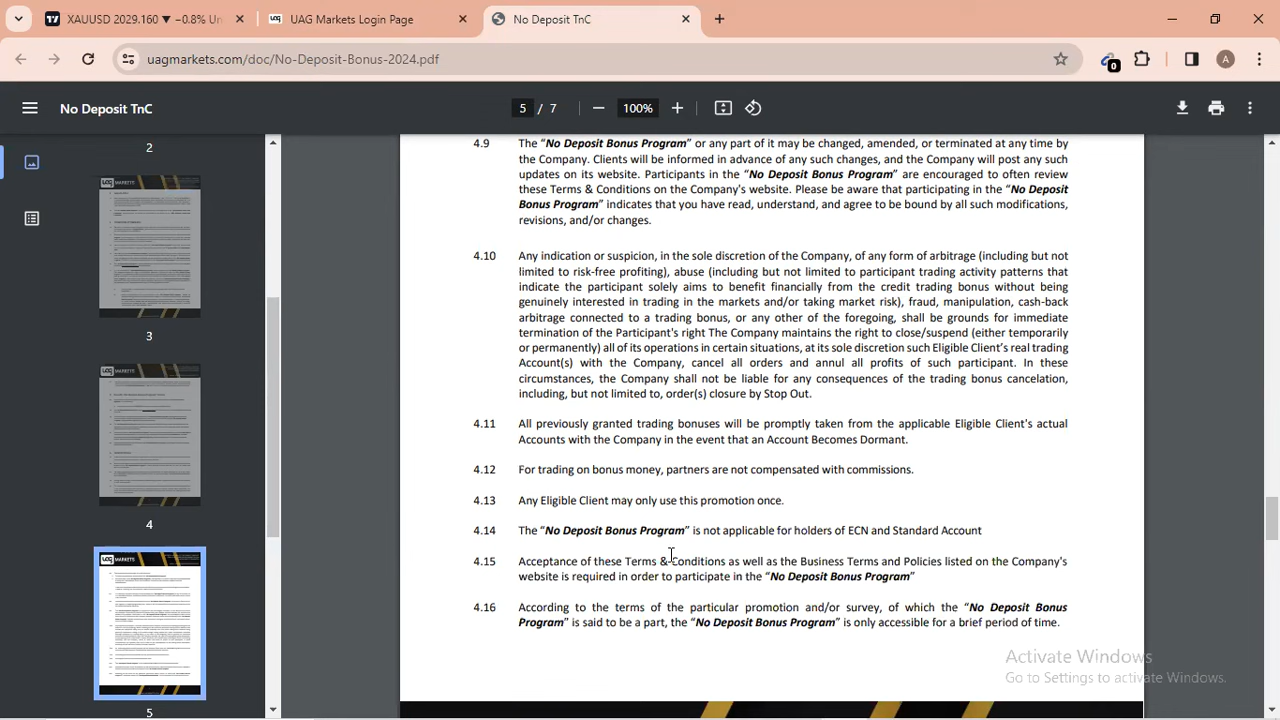 XAUUSD 2029.160 ▼ −0.8% Un
UAG Markets Login Page
No Deposit TnC
uagmarkets.com/doc/No-Deposit-Bonus-2024.pdf
0
A
No Deposit TnC
5 / 7
100%
2
3
4
5
UAG MARKETS
4.9 The “No Deposit Bonus Program” or any part of it may be changed, amended, or terminated at any time by
the Company. Clients will be informed in advance of any such changes, and the Company will post any such
updates on its website. Participants in the “No Deposit Bonus Program” are encouraged to often review
these Terms & Conditions on the Company's website. Please be aware that participating in the “No Deposit
Bonus Program” indicates that you have read, understand, and agree to be bound by all such modifications,
revisions, and/or changes.
4.10 Any indication or suspicion, in the sole discretion of the Company, of any form of arbitrage (including but not
limited to risk-free profiting), abuse (including but not limited to participant trading activity patterns that
indicate the participant solely aims to benefit financially from the credit trading bonus without being
genuinely interested in trading in the markets and/or taking market risk), fraud, manipulation, cash-back
arbitrage connected to a trading bonus, or any other of the foregoing, shall be grounds for immediate
termination of the Participant's right The Company maintains the right to close/suspend (either temporarily
or permanently) all of its operations in certain situations, at its sole discretion such Eligible Client's real trading
Account(s) with the Company, cancel all orders and annul all profits of such participant. In these
circumstances, the Company shall not be liable for any consequences of the trading bonus cancelation,
including, but not limited to, order(s) closure by Stop Out.
4.11 All previously granted trading bonuses will be promptly taken from the applicable Eligible Client's actual
Accounts with the Company in the event that an Account Becomes Dormant.
4.12 For trading on bonus money, partners are not compensated with commissions.
4.13 Any Eligible Client may only use this promotion once.
4.14 The “No Deposit Bonus Program” is not applicable for holders of ECN and Standard Account
4.15 Acceptance of these Terms & Conditions as well as the Business Terms and Policies listed on the Company's
website is required in order to participate in the “No Deposit Bonus Program”
4.16 According to the terms of the particular promotion and/or survey, of which the “No Deposit Bonus
Program” is said to be a part, the “No Deposit Bonus Program” is only accessible for a brief period of time.
Activate Windows
Go to Settings to activate Windows.